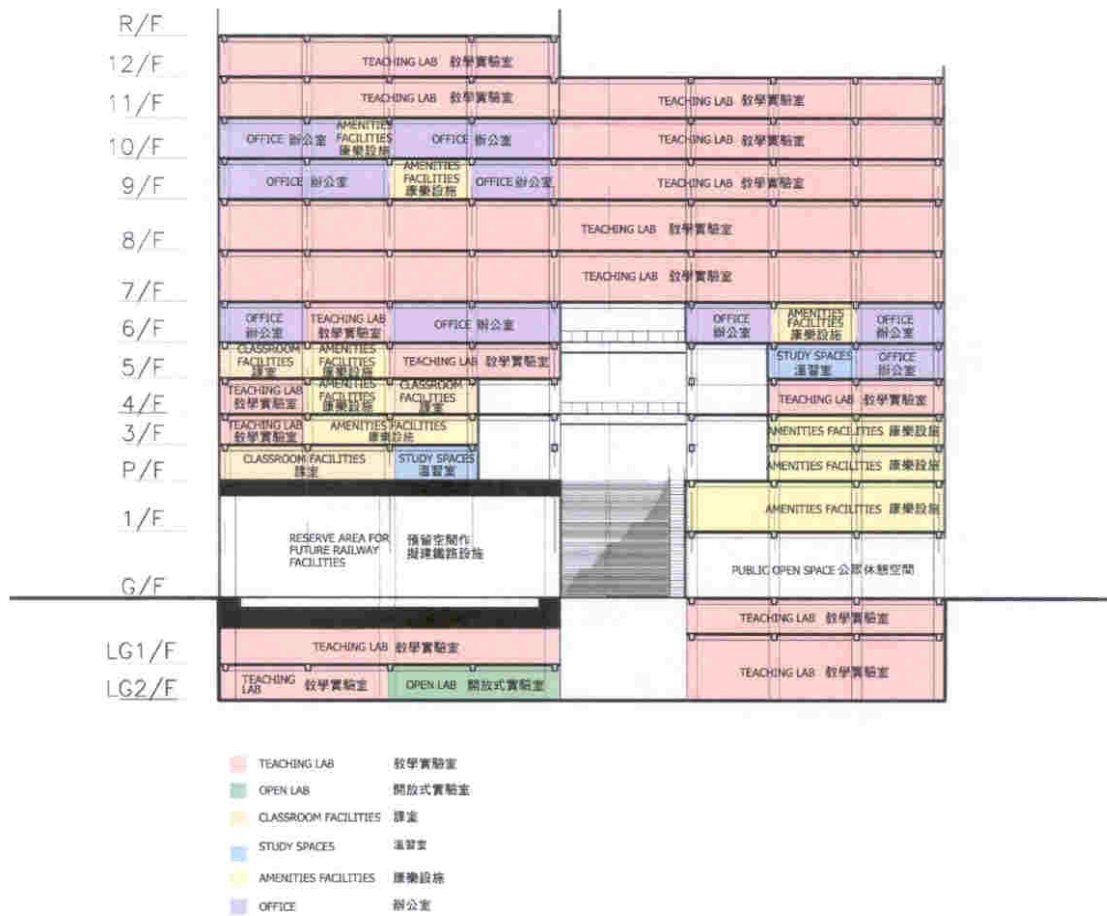 R/F
12/F
TEACHING LAB 教學實驗室
11/F
TEACHING LAB 教學實驗室
TEACHING LAB 教學實驗室
10/F
OFFICE 辦公室
AMENITIES
FACILITIES
康樂設施
OFFICE 辦公室
TEACHING LAB 教學實驗室
9/F
OFFICE 辦公室
AMENITIES
FACILITIES
康樂設施
OFFICE 辦公室
TEACHING LAB 教學實驗室
8/F
TEACHING LAB 教學實驗室
7/F
TEACHING LAB 教學實驗室
6/F
OFFICE
辦公室
TEACHING LAB
教學實驗室
OFFICE 辦公室
OFFICE
辦公室
AMENITIES
FACILITIES
康樂設施
OFFICE
辦公室
5/F
CLASSROOM
FACILITIES
課室
AMENITIES
FACILITIES
康樂設施
TEACHING LAB 教學實驗室
STUDY SPACES
溫習室
OFFICE
辦公室
4/F
TEACHING LAB
教學實驗室
AMENITIES
FACILITIES
康樂設施
CLASSROOM
FACILITIES
課室
TEACHING LAB 教學實驗室
3/F
TEACHING LAB
教學實驗室
AMENITIES FACILITIES
康樂設施
AMENITIES FACILITIES 康樂設施
P/F
CLASSROOM FACILITIES
課室
STUDY SPACES
溫習室
AMENITIES FACILITIES 康樂設施
1/F
AMENITIES FACILITIES 康樂設施
RESERVE AREA FOR
FUTURE RAILWAY
FACILITIES
預留空間作
擬建鐵路設施
G/F
PUBLIC OPEN SPACE 公眾休憩空間
TEACHING LAB 教學實驗室
LG1/F
TEACHING LAB 教學實驗室
LG2/F
TEACHING
LAB
教學實驗室
OPEN LAB 開放式實驗室
TEACHING LAB 教學實驗室
TEACHING LAB 教學實驗室
OPEN LAB 開放式實驗室
CLASSROOM FACILITIES 課室
STUDY SPACES 溫習室
AMENITIES FACILITIES 康樂設施
OFFICE 辦公室